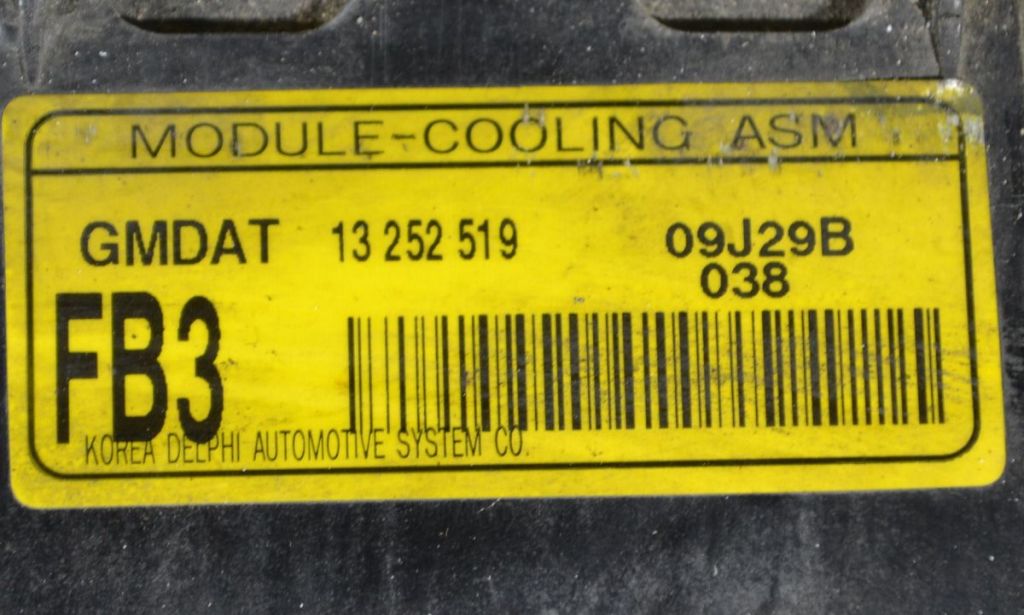 MODULE-COOLING ASM
GMDAT 13 252 519 09J29B
038
FB3
KOREA DELPHI AUTOMOTIVE SYSTEM CO.